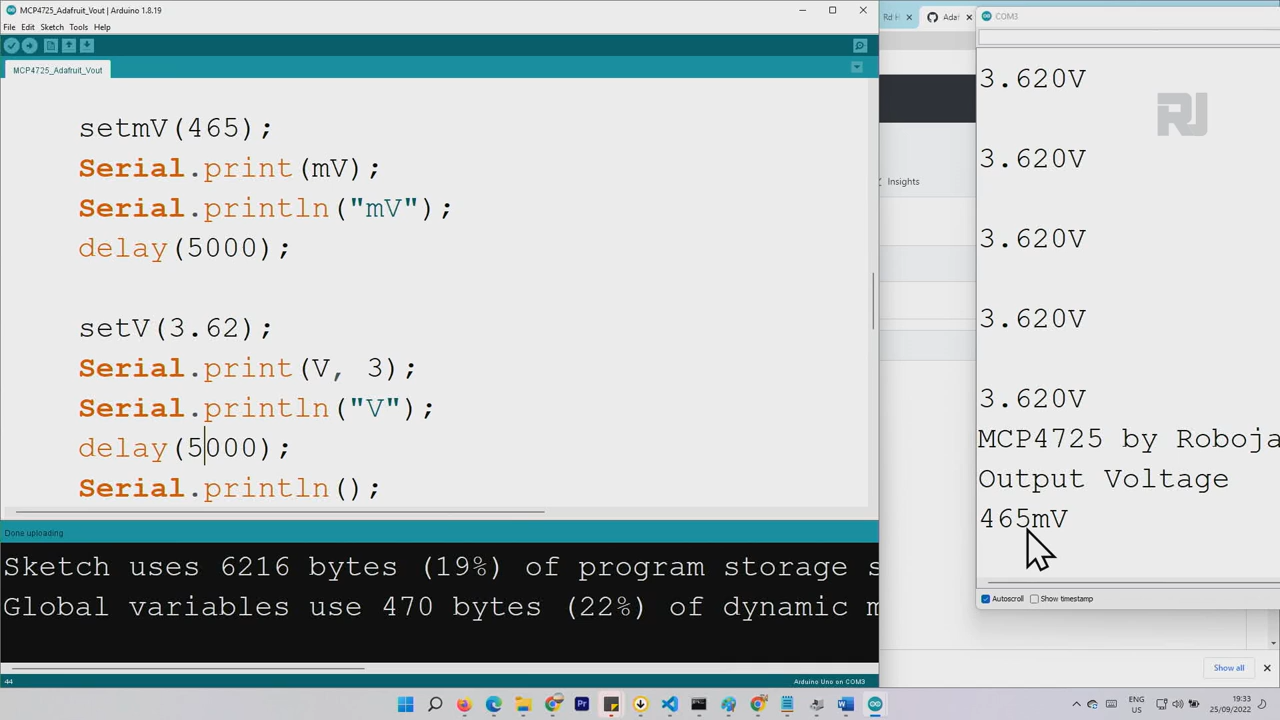 MCP4725_Adafruit_Vout | Arduino 1.8.19
File Edit Sketch Tools Help
MCP4725_Adafruit_Vout
setmV(465);
Serial.print(mV);
Serial.println("mV");
delay(5000);
setV(3.62);
Serial.print(V, 3);
Serial.println("V");
delay(5000);
Serial.println();
Done uploading
Sketch uses 6216 bytes (19%) of program storage s
Global variables use 470 bytes (22%) of dynamic m
44
Arduino Uno on COM3
Rd H
Adaf
Insights
COM3
3.620V
RJ
3.620V
3.620V
3.620V
3.620V
MCP4725 by Roboja
Output Voltage
465mV
Autoscroll Show timestamp
Show all
ENG
US
19:33
25/09/2022